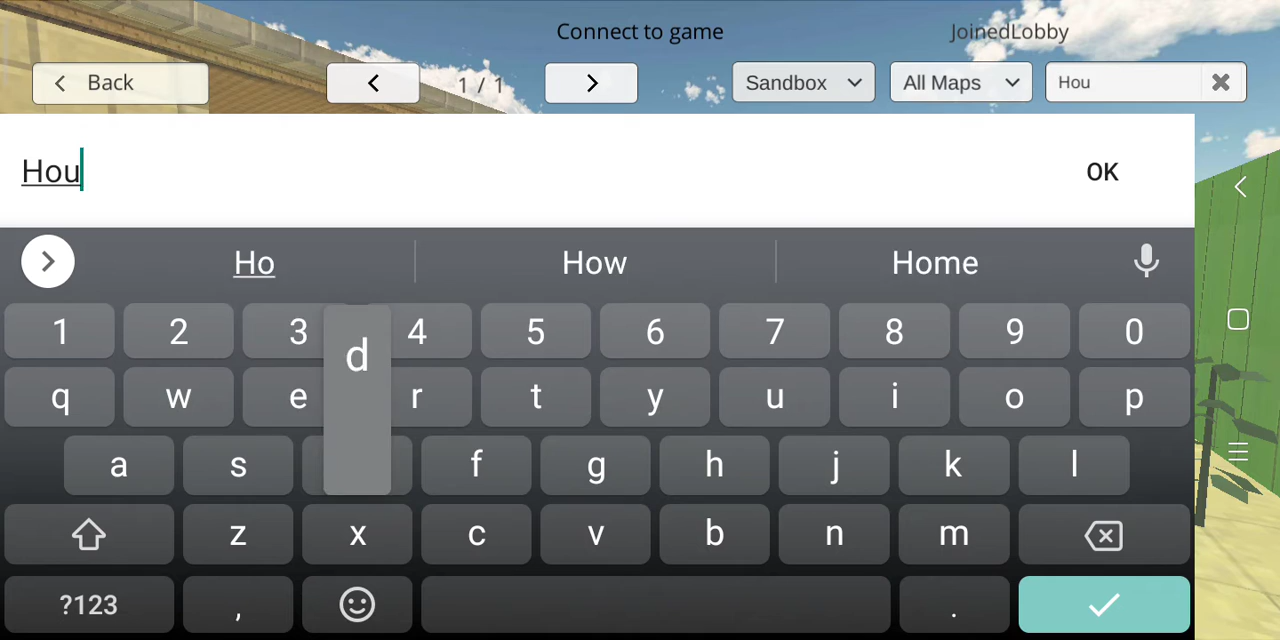 Connect to game
JoinedLobby
Back
1 / 1
Sandbox
All Maps
Hou
Hou
OK
Ho
How
Home
1 2 3 4 5 6 7 8 9 0
d
q w e r t y u i o p
a s f g h j k l
z x c v b n m
?123 , .